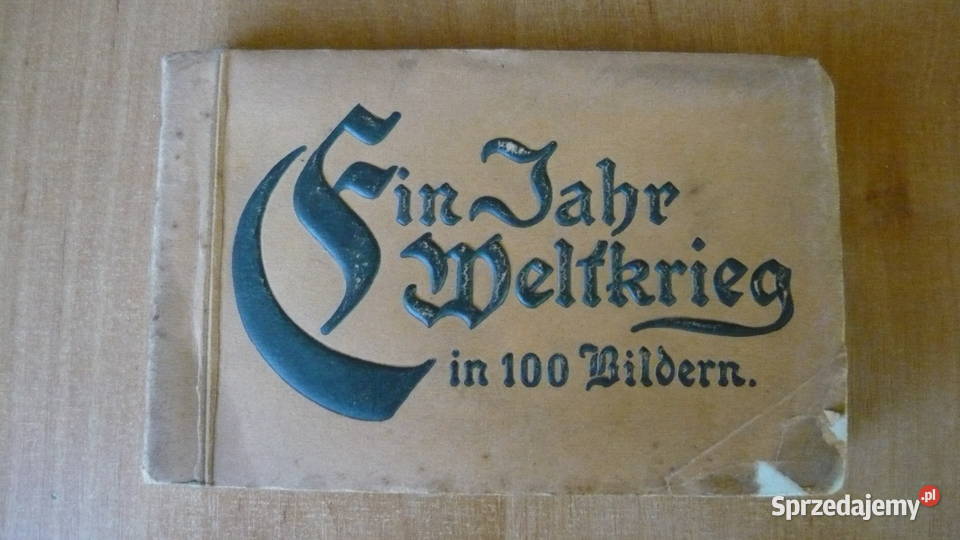 Ein Jahr
Weltkrieg
in 100 Bildern.
Sprzedajemy.pl